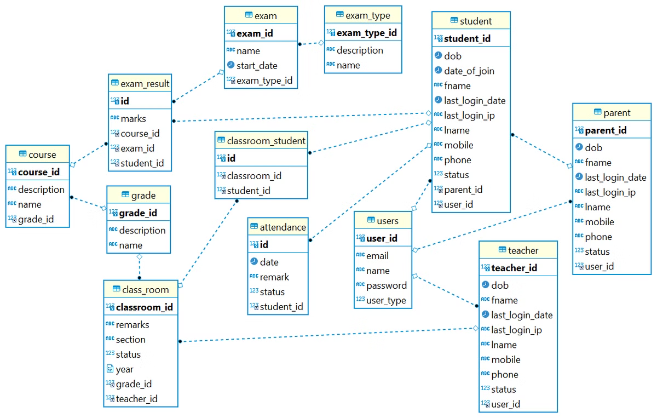 exam
exam_id
name
start_date
exam_type_id
exam_type
exam_type_id
description
name
student
student_id
dob
date_of_join
fname
last_login_date
last_login_ip
lname
mobile
phone
status
parent_id
user_id
exam_result
id
marks
course_id
exam_id
student_id
parent
parent_id
dob
fname
last_login_date
last_login_ip
lname
mobile
phone
status
user_id
classroom_student
id
classroom_id
student_id
course
course_id
description
name
grade_id
grade
grade_id
description
name
attendance
id
date
remark
status
student_id
users
user_id
email
name
password
user_type
teacher
teacher_id
dob
fname
last_login_date
last_login_ip
lname
mobile
phone
status
user_id
class_room
classroom_id
remarks
section
status
year
grade_id
teacher_id